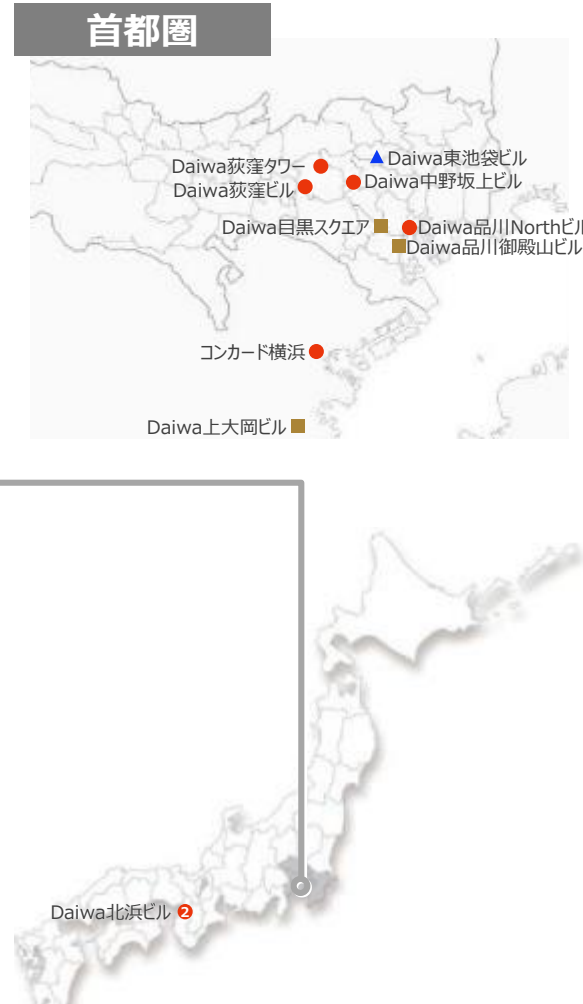 首都圏
Daiwa東池袋ビル
Daiwa荻窪タワー
Daiwa中野坂上ビル
Daiwa荻窪ビル
Daiwa目黒スクエア
Daiwa品川Northビル
Daiwa品川御殿山ビル
コンカード横浜
Daiwa上大岡ビル
Daiwa北浜ビル 2